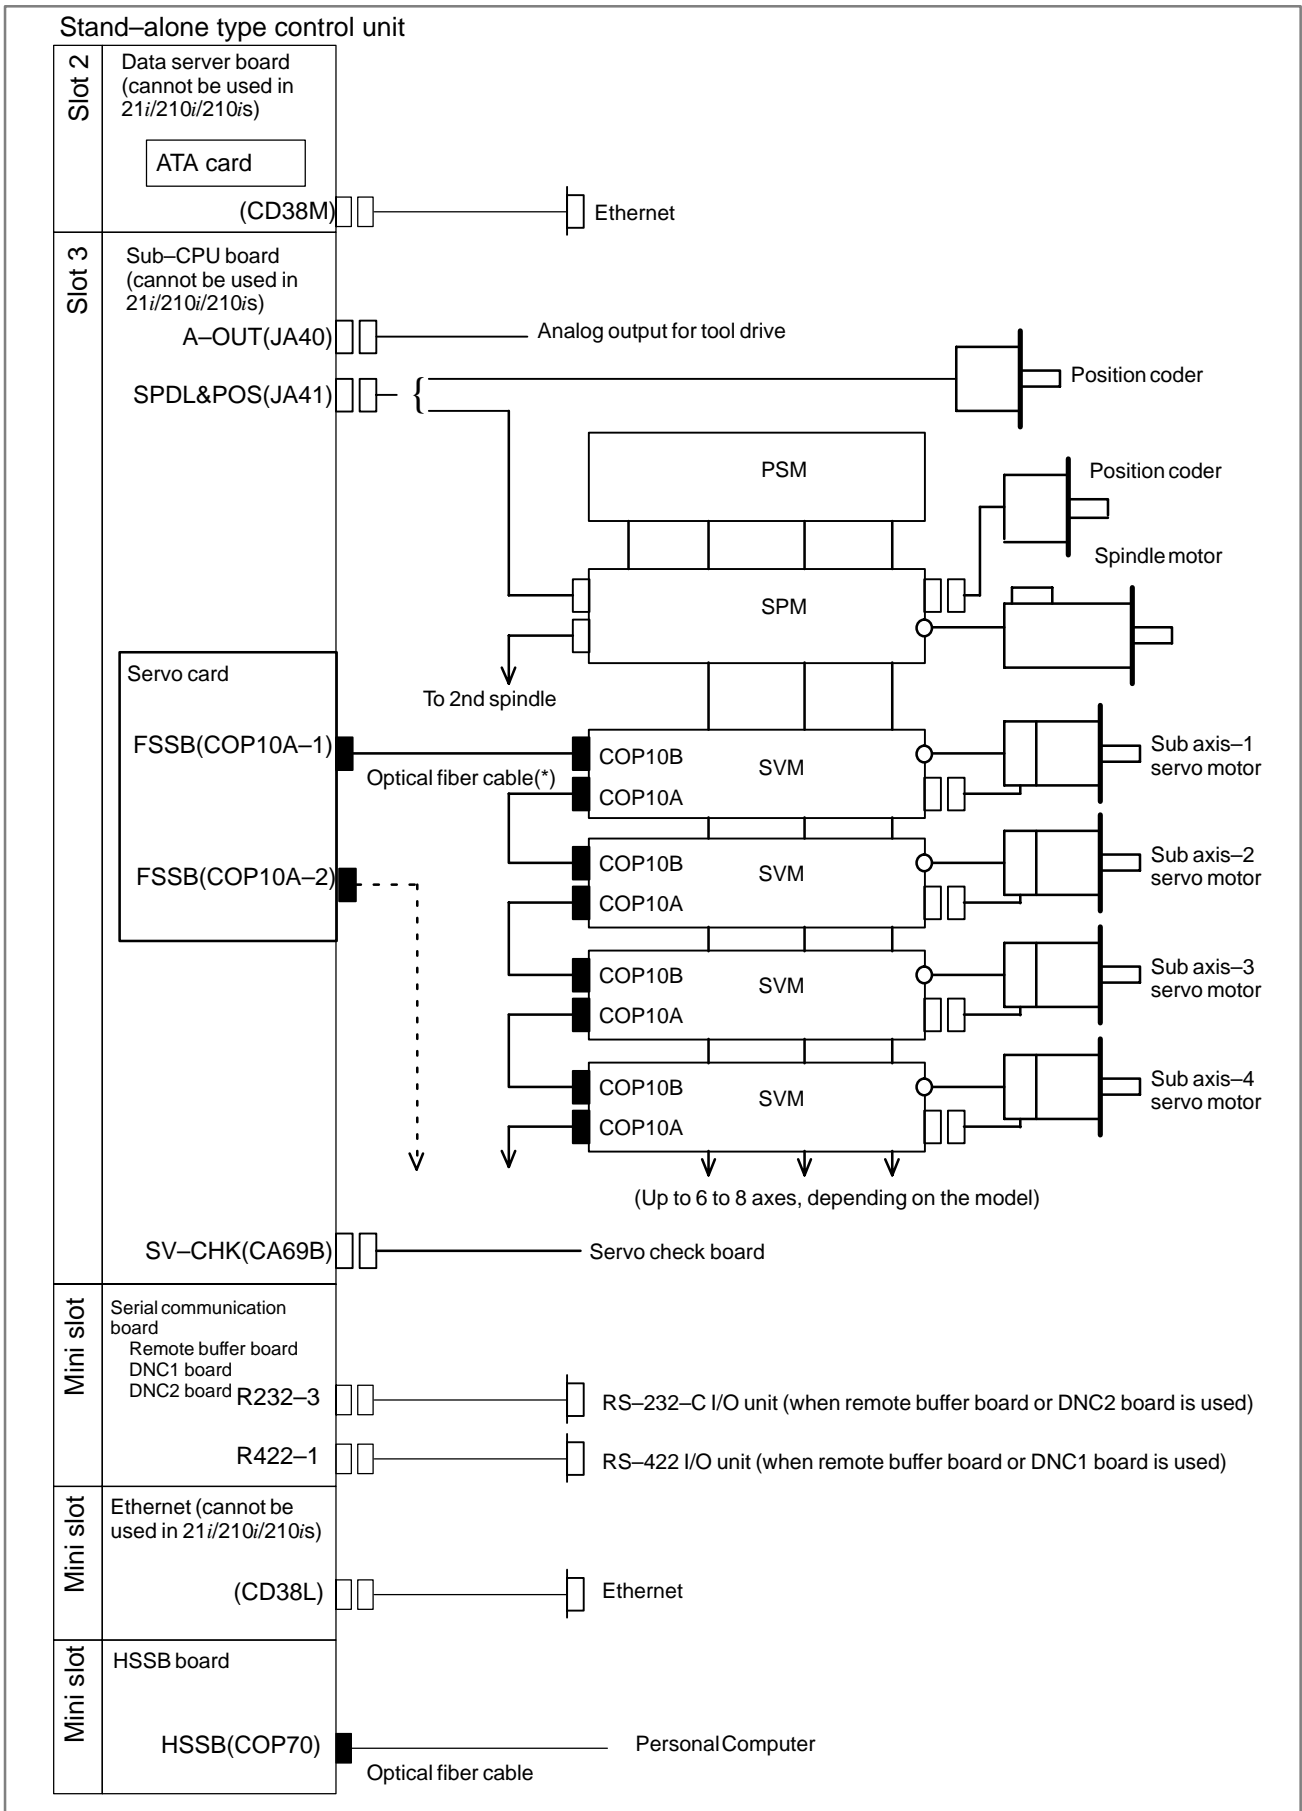 Stand–alone type control unit
Slot 2
Data server board
(cannot be used in
21i/210i/210is)
ATA card
(CD38M)
Ethernet
Slot 3
Sub–CPU board
(cannot be used in
21i/210i/210is)
A–OUT(JA40)
Analog output for tool drive
SPDL&POS(JA41)
{
Position coder
PSM
Position coder
Spindle motor
SPM
To 2nd spindle
Servo card
FSSB(COP10A–1)
Optical fiber cable(*)
COP10B
SVM
COP10A
Sub axis–1
servo motor
FSSB(COP10A–2)
COP10B
SVM
COP10A
Sub axis–2
servo motor
COP10B
SVM
COP10A
Sub axis–3
servo motor
COP10B
SVM
COP10A
Sub axis–4
servo motor
(Up to 6 to 8 axes, depending on the model)
SV–CHK(CA69B)
Servo check board
Mini slot
Serial communication
board
Remote buffer board
DNC1 board
DNC2 board
R232–3
RS–232–C I/O unit (when remote buffer board or DNC2 board is used)
R422–1
RS–422 I/O unit (when remote buffer board or DNC1 board is used)
Mini slot
Ethernet (cannot be
used in 21i/210i/210is)
(CD38L)
Ethernet
Mini slot
HSSB board
HSSB(COP70)
Personal Computer
Optical fiber cable